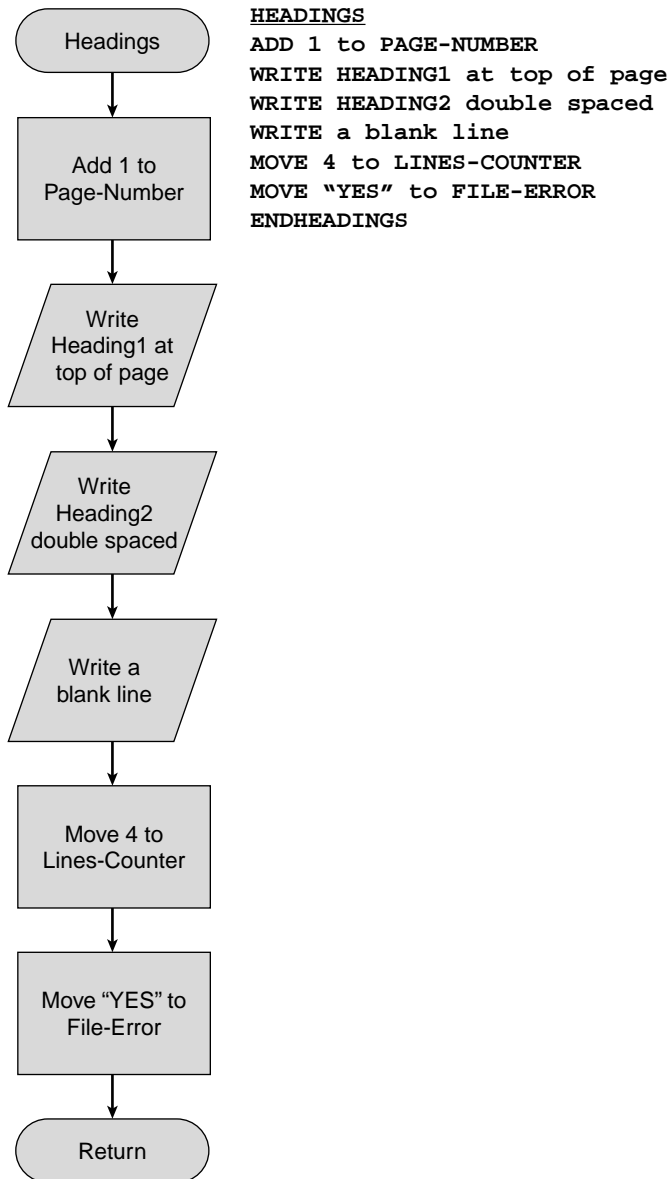 Headings
Add 1 to
Page-Number
Write
Heading1 at
top of page
Write
Heading2
double spaced
Write a
blank line
Move 4 to
Lines-Counter
Move “YES” to
File-Error
Return
HEADINGS
ADD 1 to PAGE-NUMBER
WRITE HEADING1 at top of page
WRITE HEADING2 double spaced
WRITE a blank line
MOVE 4 to LINES-COUNTER
MOVE “YES” to FILE-ERROR
ENDHEADINGS